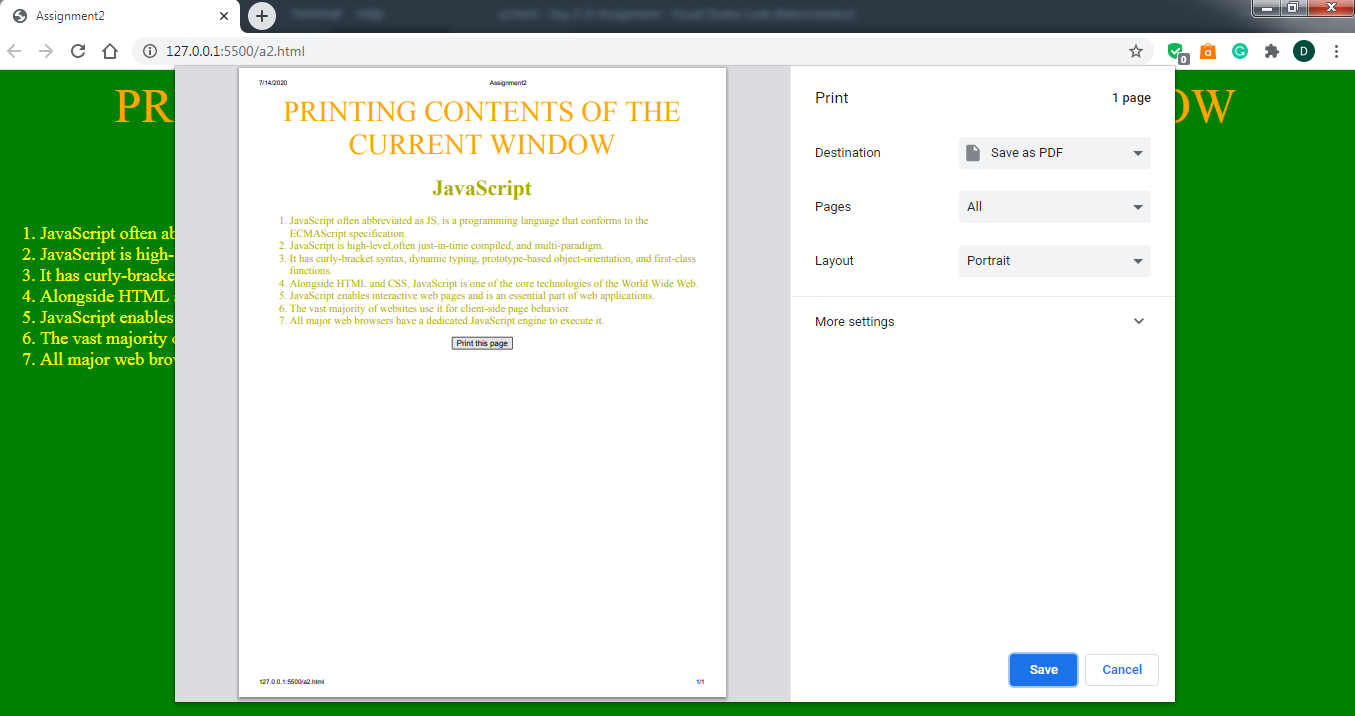 Assignment2
Terminal Help
127.0.0.1:5500/a2.html
0
a
G
D
PR
OW
1. JavaScript often ab
2. JavaScript is high-
3. It has curly-bracke
4. Alongside HTML
5. JavaScript enables
6. The vast majority
7. All major web brow
7/14/2020
Assignment2
PRINTING CONTENTS OF THE
CURRENT WINDOW
JavaScript
1. JavaScript often abbreviated as JS, is a programming language that conforms to the
ECMAScript specification.
2. JavaScript is high-level,often just-in-time compiled, and multi-paradigm.
3. It has curly-bracket syntax, dynamic typing, prototype-based object-orientation, and first-class
functions.
4. Alongside HTML and CSS, JavaScript is one of the core technologies of the World Wide Web.
5. JavaScript enables interactive web pages and is an essential part of web applications.
6. The vast majority of websites use it for client-side page behavior.
7. All major web browsers have a dedicated JavaScript engine to execute it.
Print this page
127.0.0.1:5500/a2.html
1/1
Print
1 page
Destination
Save as PDF
Pages
All
Layout
Portrait
More settings
Save
Cancel